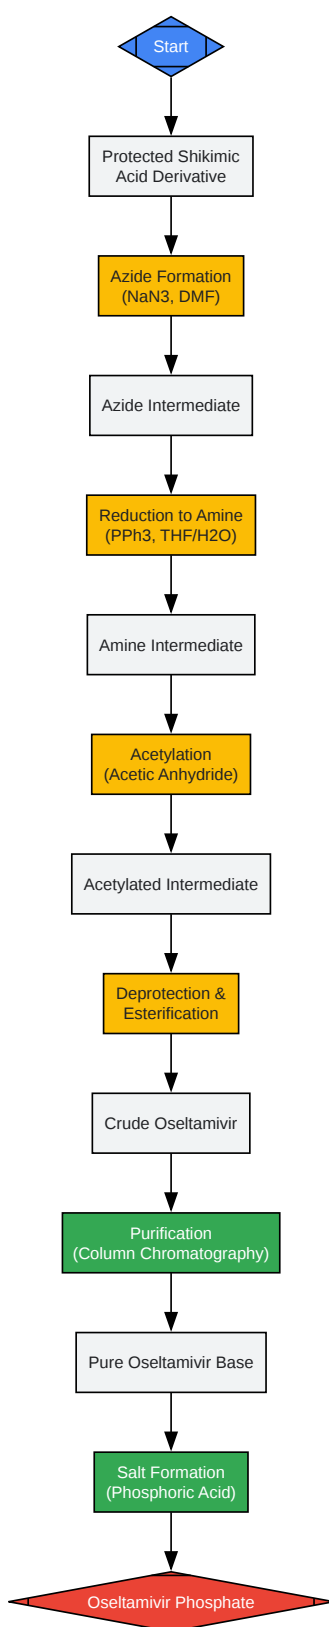 Start
Protected Shikimic
Acid Derivative
Azide Formation
(NaN3, DMF)
Azide Intermediate
Reduction to Amine
(PPh3, THF/H2O)
Amine Intermediate
Acetylation
(Acetic Anhydride)
Acetylated Intermediate
Deprotection &
Esterification
Crude Oseltamivir
Purification
(Column Chromatography)
Pure Oseltamivir Base
Salt Formation
(Phosphoric Acid)
Oseltamivir Phosphate